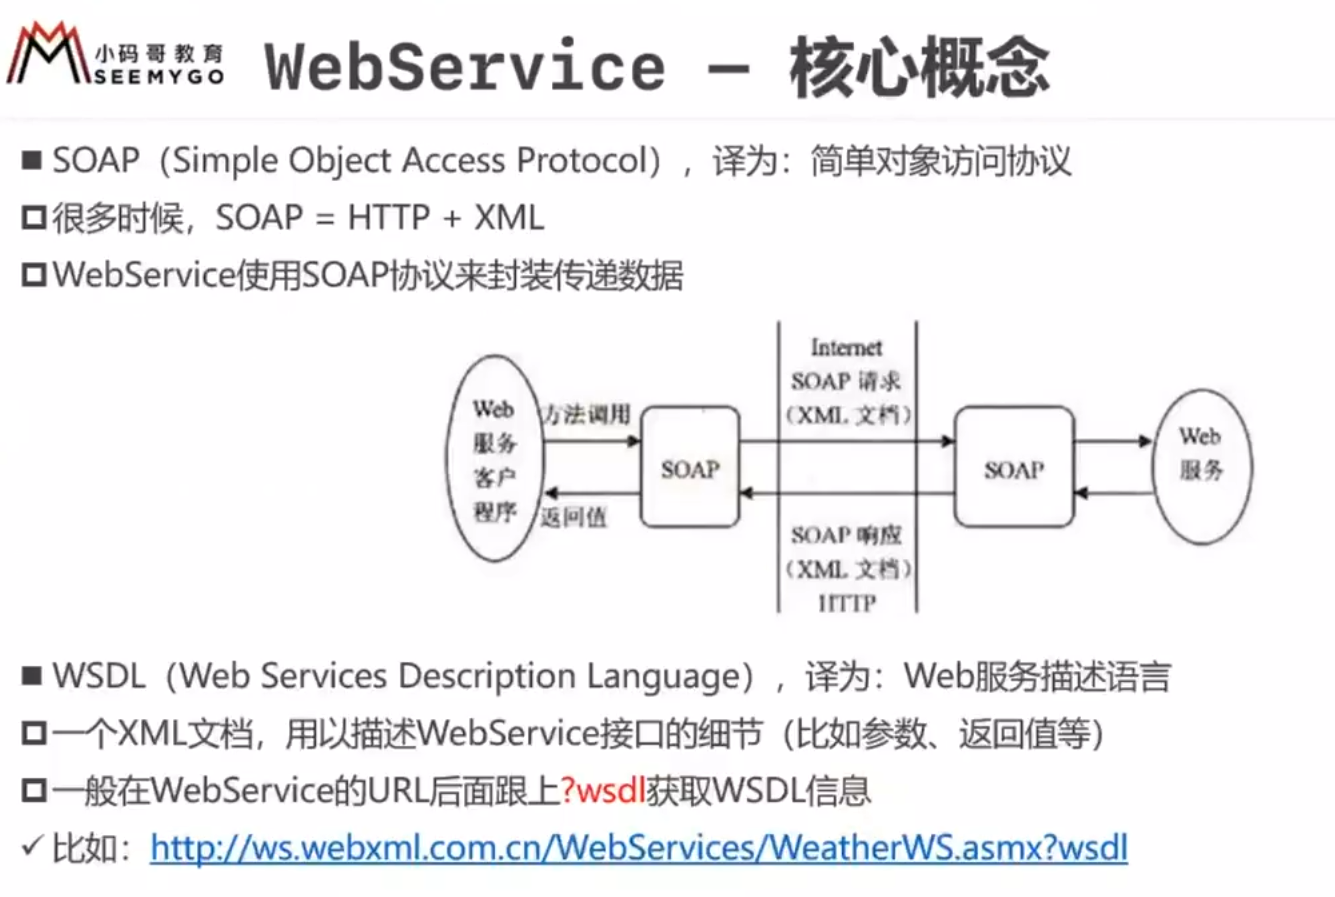 小码哥教育
SEEMYGO
WebService – 核心概念
SOAP（Simple Object Access Protocol），译为：简单对象访问协议
很多时候，SOAP = HTTP + XML
WebService使用SOAP协议来封装传递数据
Web
服务
客户
程序
方法调用
返回值
SOAP
Internet
SOAP 请求
（XML 文档）
SOAP 响应
（XML 文档）
HTTP
SOAP
Web
服务
WSDL（Web Services Description Language），译为：Web服务描述语言
一个XML文档，用以描述WebService接口的细节（比如参数、返回值等）
一般在WebService的URL后面跟上?wsdl获取WSDL信息
✓ 比如：http://ws.webxml.com.cn/WebServices/WeatherWS.asmx?wsdl